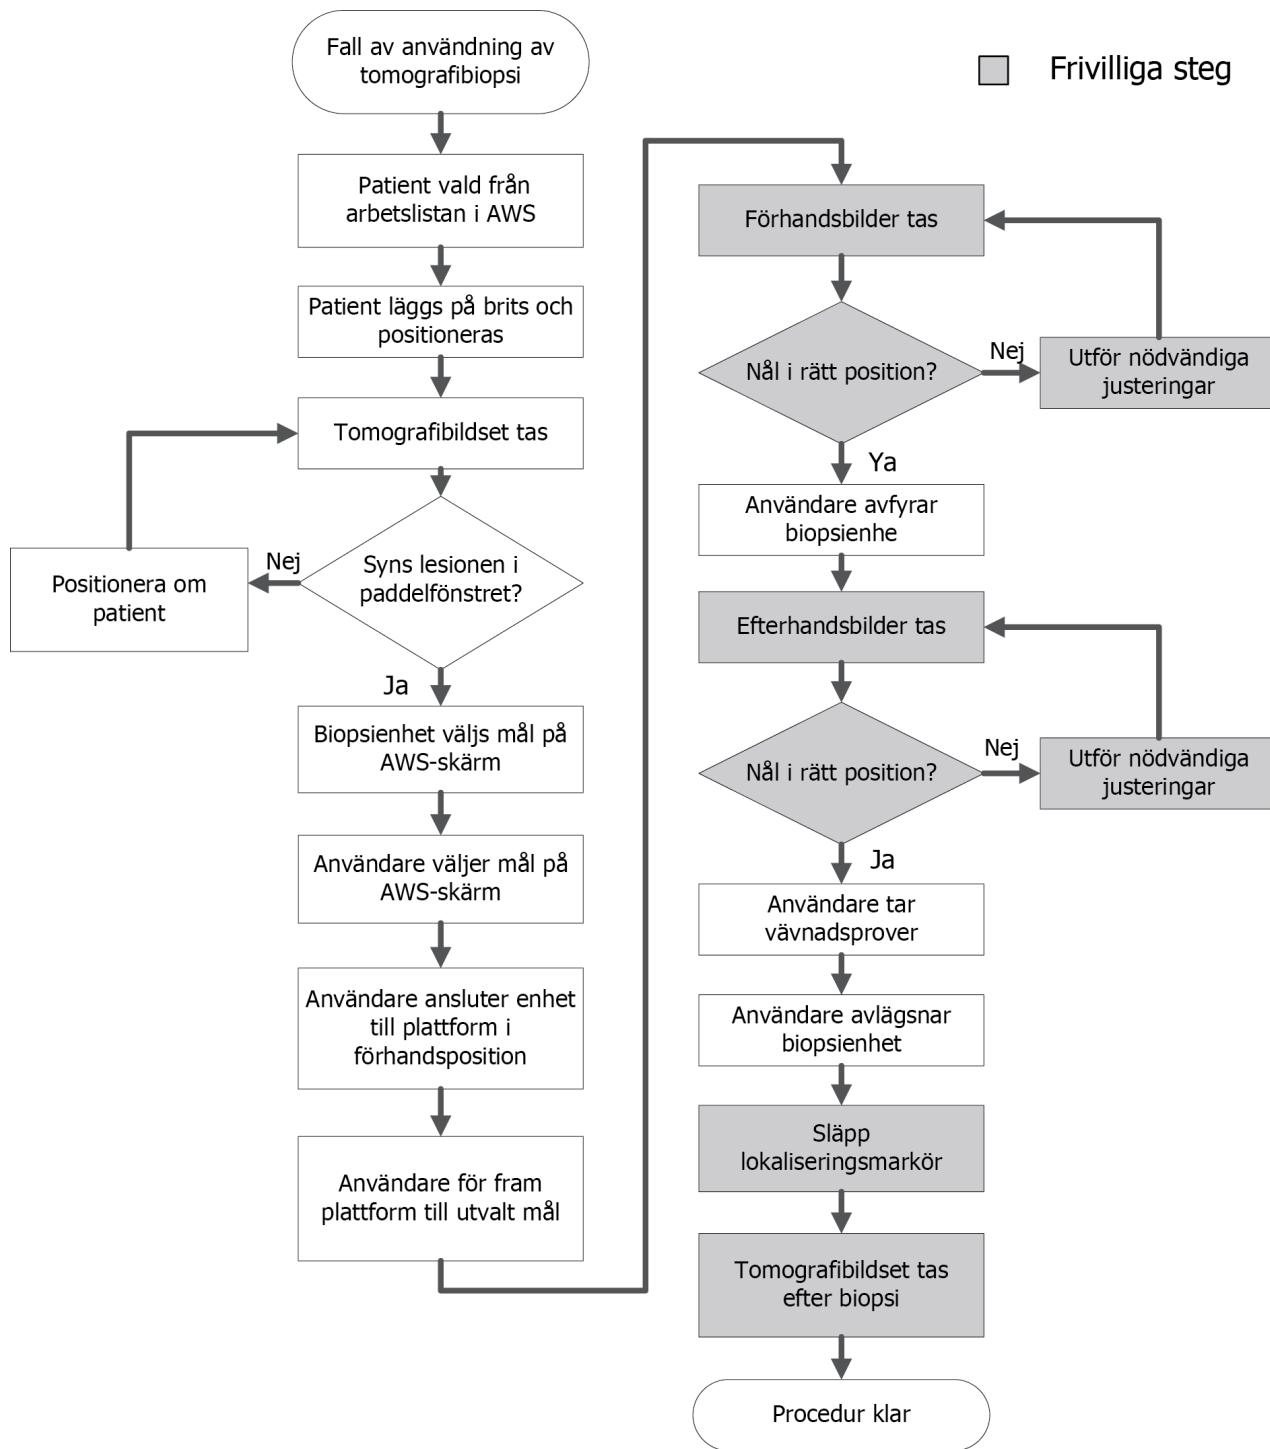 Fall av användning av
tomografibiopsi
Frivilliga steg
Patient vald från
arbetslistan i AWS
Patient läggs på brits och
positioneras
Tomografibildset tas
Syns lesionen i
paddelfönstret?
Nej
Positionera om
patient
Ja
Biopsienhet väljs mål på
AWS-skärm
Användare väljer mål på
AWS-skärm
Användare ansluter enhet
till plattform i
förhandsposition
Användare för fram
plattform till utvalt mål
Förhandsbilder tas
Nål i rätt position?
Nej
Utför nödvändiga
justeringar
Ya
Användare avfyrar
biopsienhe
Efterhandsbilder tas
Nål i rätt position?
Nej
Utför nödvändiga
justeringar
Ja
Användare tar
vävnadsprover
Användare avlägsnar
biopsienhet
Släpp
lokaliseringsmarkör
Tomografibildset tas
efter biopsi
Procedur klar